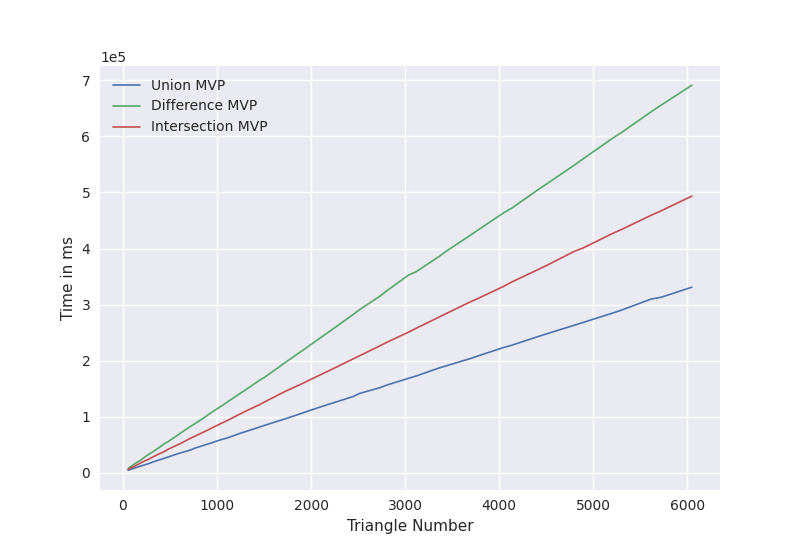 1e5
7
6
5
4
3
2
1
0
Time in ms
Union MVP
Difference MVP
Intersection MVP
0 1000 2000 3000 4000 5000 6000
Triangle Number